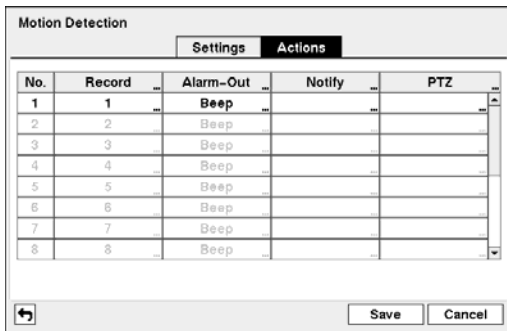 Motion Detection
Settings Actions
No. Record ... Alarm-Out ... Notify ... PTZ ...
1 1 ... Beep ... ... ...
2 2 ... Beep ... ... ...
3 3 ... Beep ... ... ...
4 4 ... Beep ... ... ...
5 5 ... Beep ... ... ...
6 6 ... Beep ... ... ...
7 7 ... Beep ... ... ...
8 8 ... Beep ... ... ...
Save Cancel